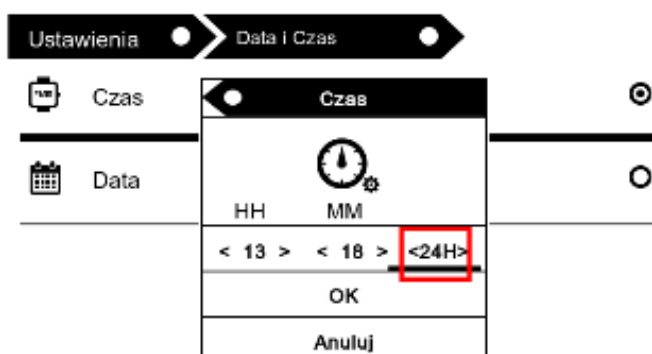 Ustawienia Data i Czas
Czas
Czas
Data
HH MM
< 13 > < 18 > <24H>
OK
Anuluj